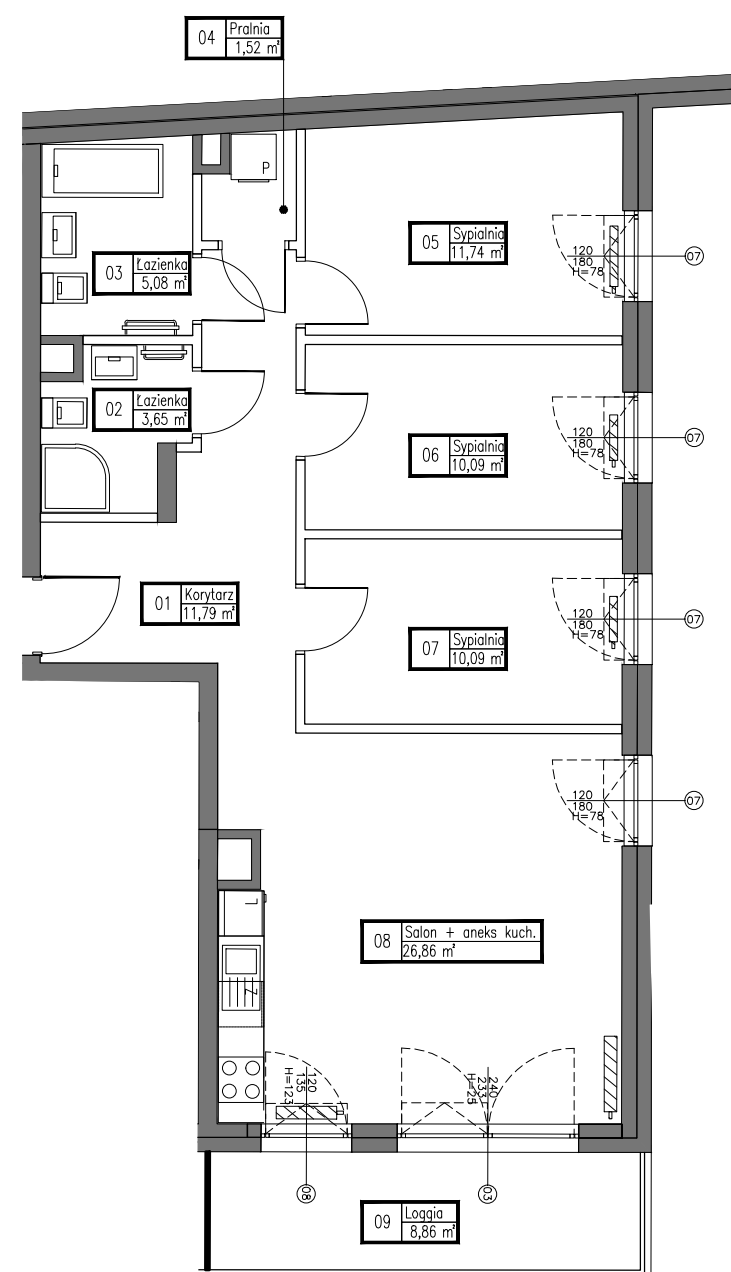 04 Pralnia
1,52 m²
P
05 Sypialnia
11,74 m²
120
180
H=78
07
03 Łazienka
5,08 m²
02 Łazienka
3,65 m²
06 Sypialnia
10,09 m²
120
180
H=78
07
01 Korytarz
11,79 m²
07 Sypialnia
10,09 m²
120
180
H=78
07
120
180
H=78
07
L
08 Salon + aneks kuch.
26,86 m²
Z
120
135
H=123
240
233
H=25
08
03
09 Loggia
8,86 m²